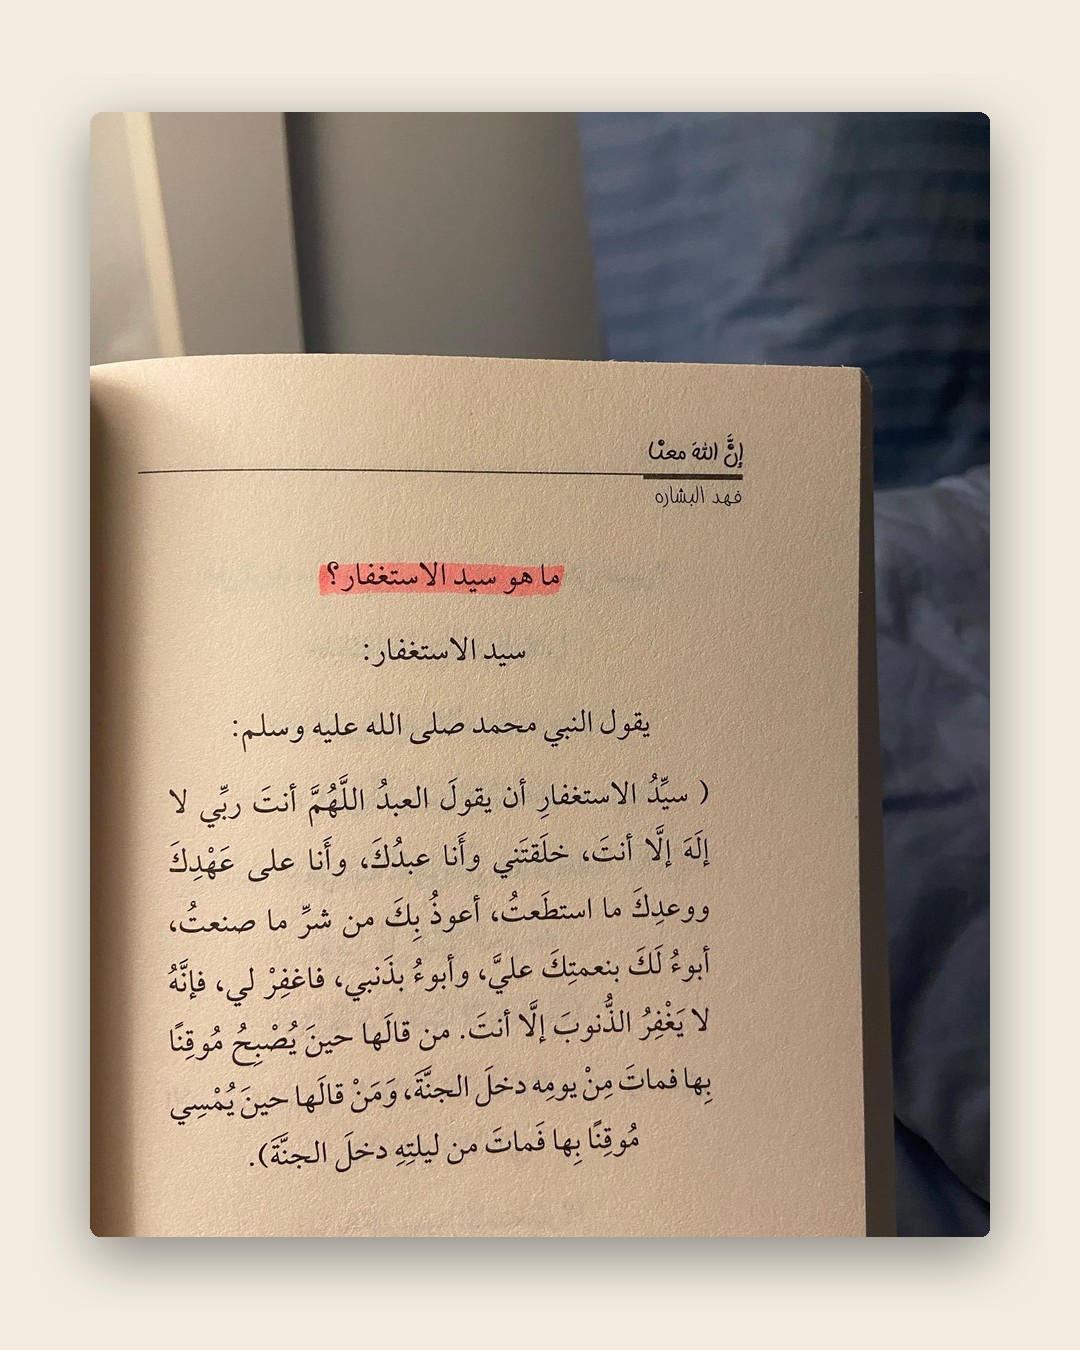 إنَّ اللهَ معنْا
فهد البشاره
ما هو سيد الاستغفار؟
سيد الاستغفار:
يقول النبي محمد صلى الله عليه وسلم:
( سيِّدُ الاستغفارِ أن يقولَ العبدُ اللَّهُمَّ أنتَ ربِّي لا
إلَهَ إلَّا أنتَ، خلَقتَني وأَنا عبدُكَ، وأَنا على عَهْدِكَ
ووعدِكَ ما استطَعتُ، أعوذُ بِكَ من شرِّ ما صنعتُ،
أبوءُ لَكَ بنعمتِكَ عليَّ، وأبوءُ بذَنبي، فاغفِرْ لي، فإنَّهُ
لا يَغْفِرُ الذُّنوبَ إلَّا أنتَ. من قالَها حينَ يُصْبِحُ مُوقِنًا
بِها فماتَ مِنْ يومِه دخلَ الجنَّةَ، وَمَنْ قالَها حينَ يُمْسِي
مُوقِنًا بِها فَماتَ من ليلتِهِ دخلَ الجنَّةَ).